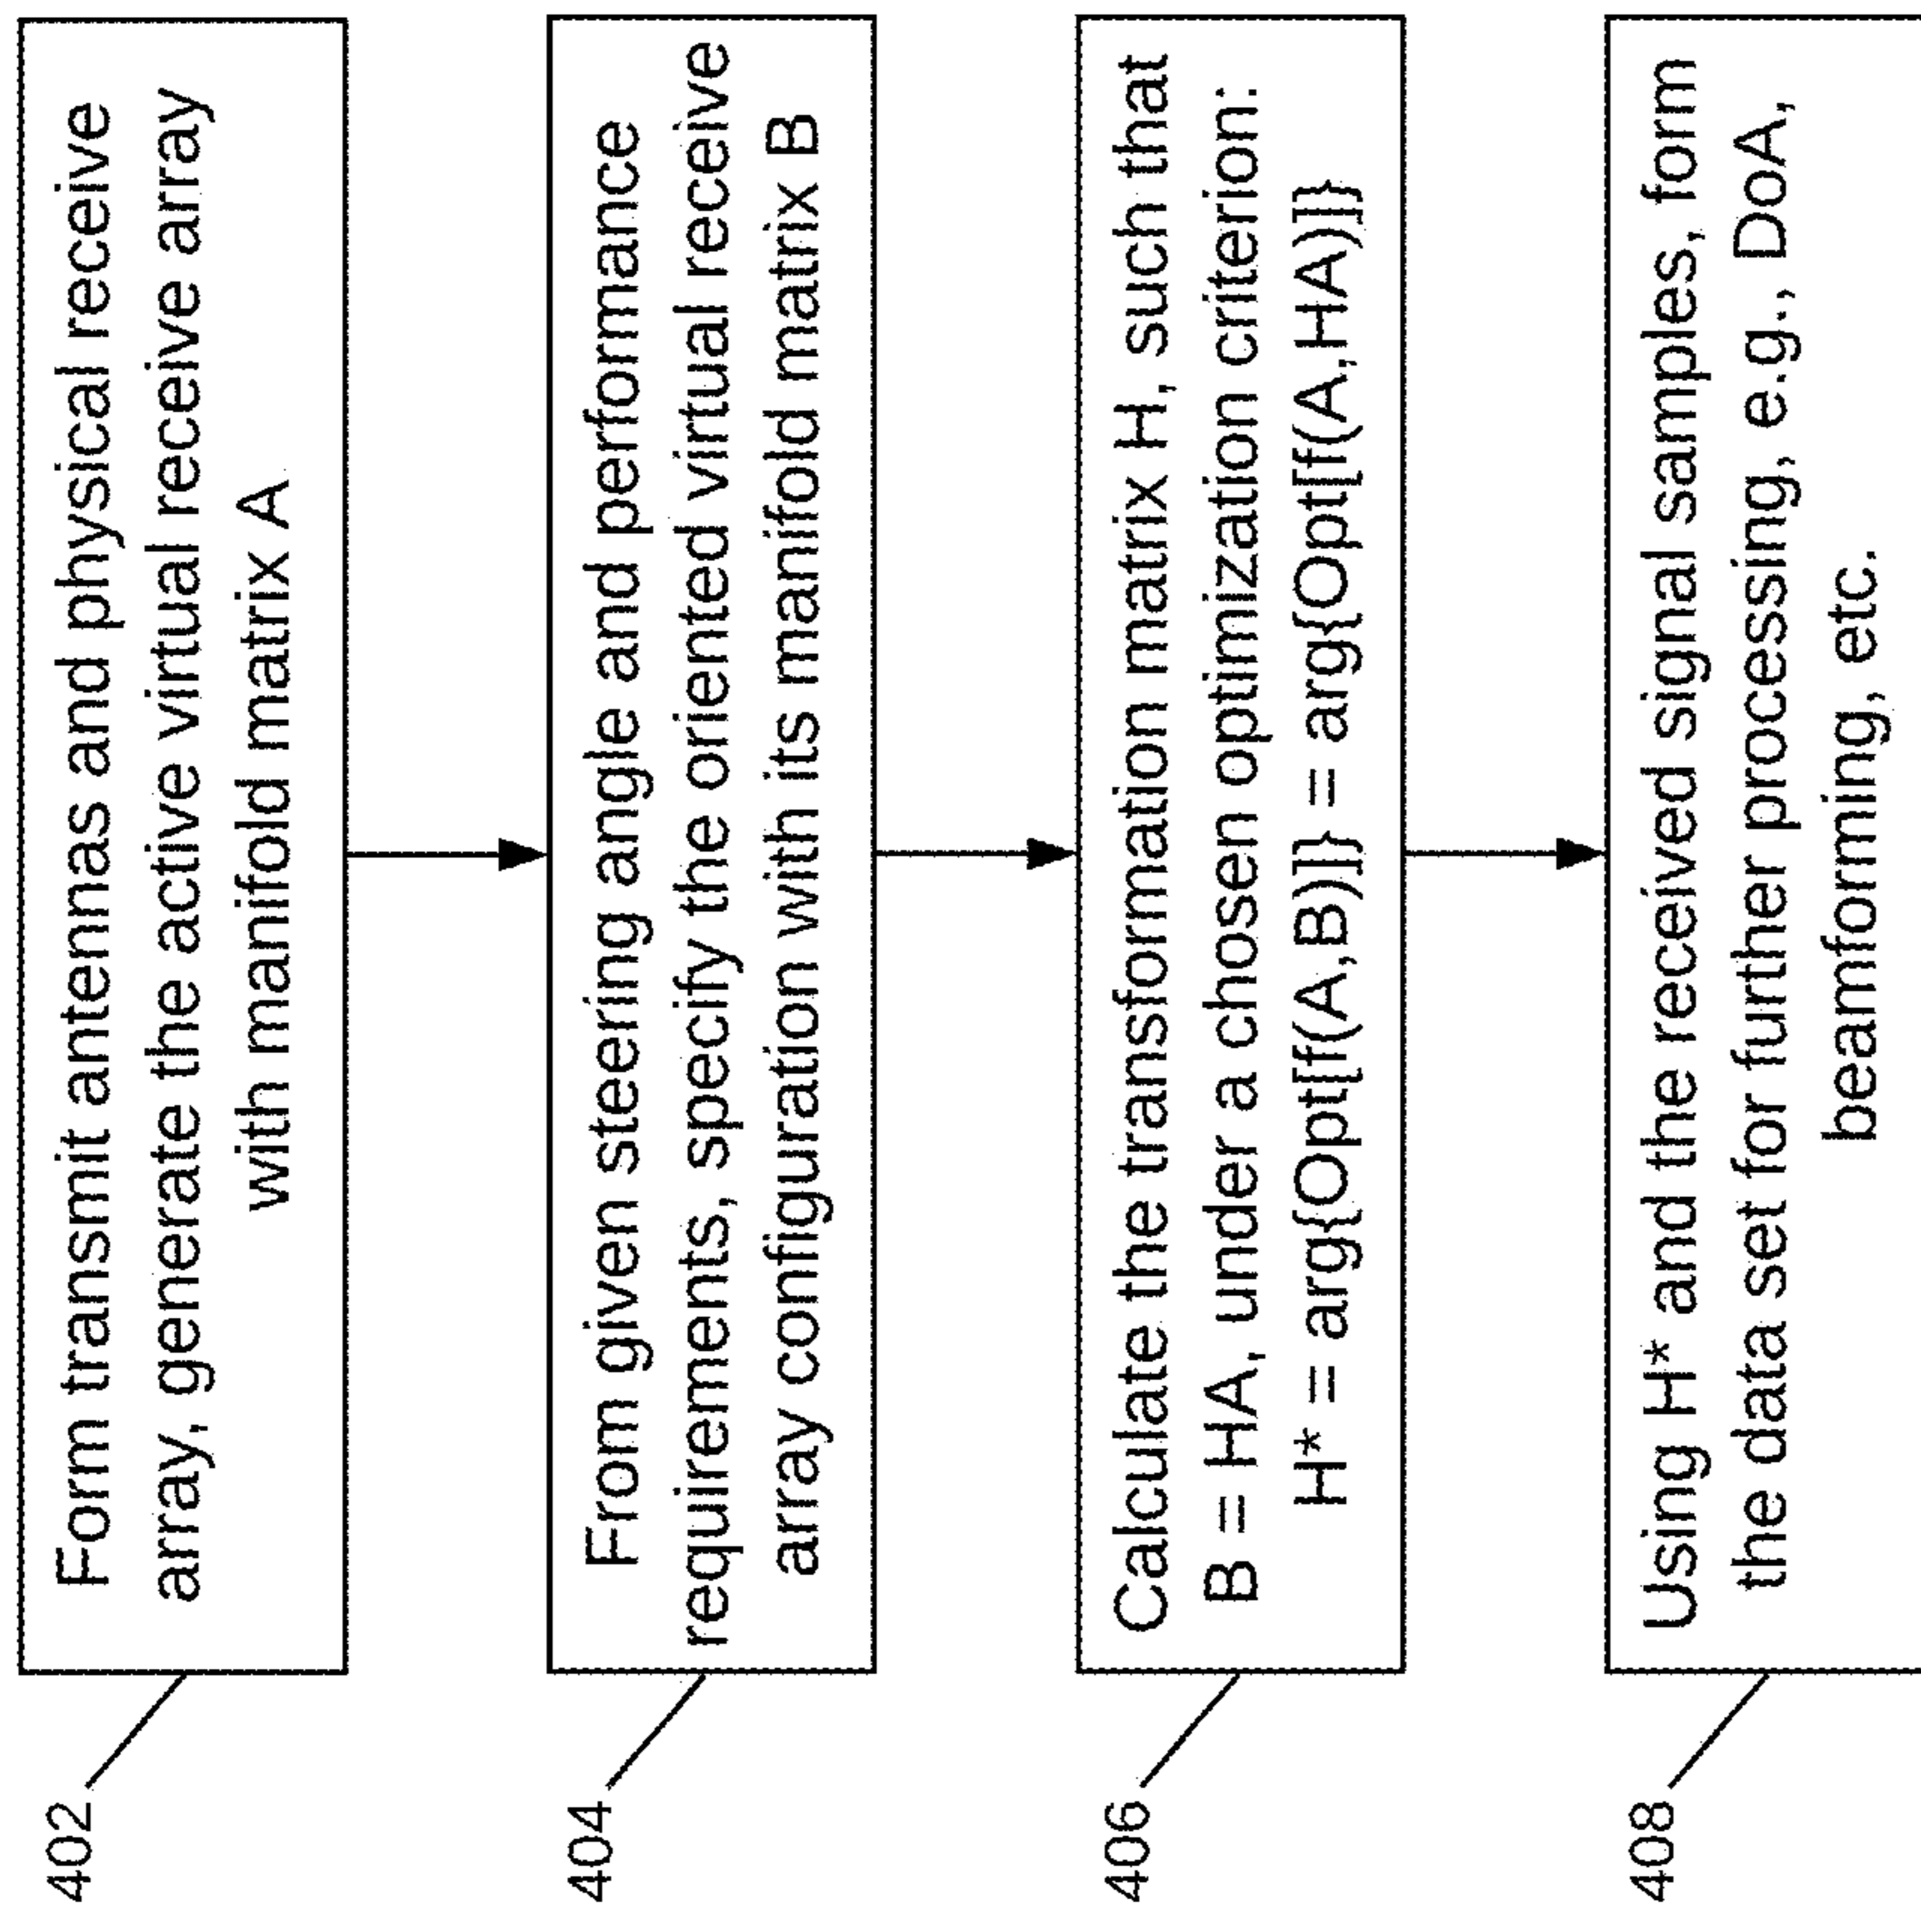 402
Form transmit antennas and physical receive
array, generate the active virtual receive array
with manifold matrix A
404
From given steering angle and performance
requirements, specify the oriented virtual receive
array configuration with its manifold matrix B
406
Calculate the transformation matrix H, such that
B = HA, under a chosen optimization criterion:
H* = arg{Opt[f(A,B)]} = arg{Opt[f(A,HA)]}
408
Using H* and the received signal samples, form
the data set for further processing, e.g., DoA,
beamforming, etc.